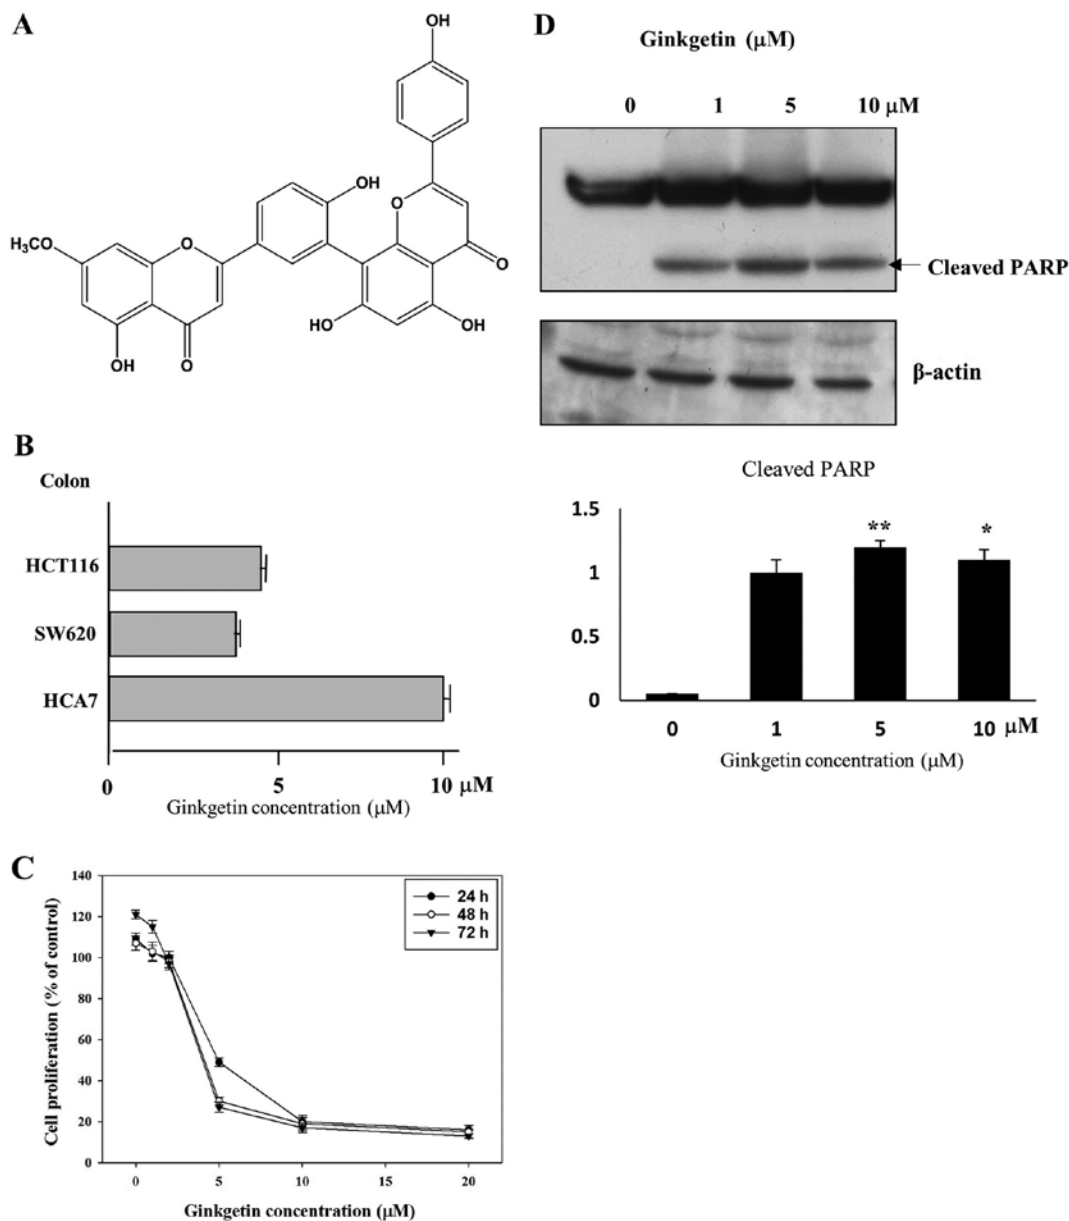 A
OH
OH
O
O
H₃CO
O
HO
OH
OH
O
B
Colon
HCT116
SW620
HCA7
0
5
10 μM
Ginkgetin concentration (μM)
C
140
120
100
80
60
40
20
0
Cell proliferation (% of control)
24 h
48 h
72 h
0
5
10
15
20
Ginkgetin concentration (μM)
D
Ginkgetin (μM)
0
1
5
10 μM
Cleaved PARP
β-actin
Cleaved PARP
1.5
1
0.5
0
**
*
0
1
5
10 μM
Ginkgetin concentration (μM)